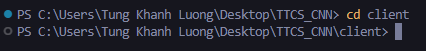 PS C:\Users\Tung Khanh Luong\Desktop\TTCS_CNN> cd client
PS C:\Users\Tung Khanh Luong\Desktop\TTCS_CNN\client>